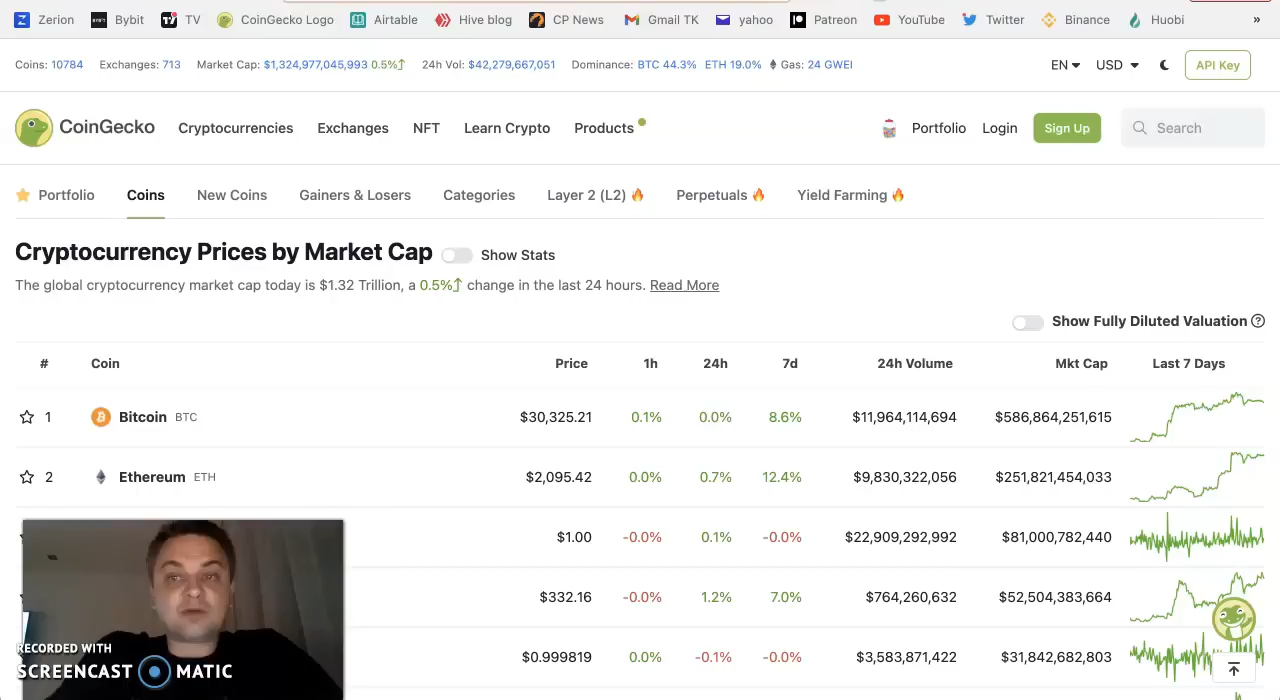 Zerion Bybit TV CoinGecko Logo Airtable Hive blog CP News Gmail TK yahoo Patreon YouTube Twitter Binance Huobi »
Coins: 10784 Exchanges: 713 Market Cap: $1,324,977,045,993 0.5% 24h Vol: $42,279,667,051 Dominance: BTC 44.3% ETH 19.0% Gas: 24 GWEI EN USD API Key
CoinGecko Cryptocurrencies Exchanges NFT Learn Crypto Products Portfolio Login Sign Up Search
Portfolio Coins New Coins Gainers & Losers Categories Layer 2 (L2) Perpetuals Yield Farming
Cryptocurrency Prices by Market Cap Show Stats
The global cryptocurrency market cap today is $1.32 Trillion, a 0.5% change in the last 24 hours. Read More
Show Fully Diluted Valuation ?
# Coin Price 1h 24h 7d 24h Volume Mkt Cap Last 7 Days
1 Bitcoin BTC $30,325.21 0.1% 0.0% 8.6% $11,964,114,694 $586,864,251,615
2 Ethereum ETH $2,095.42 0.0% 0.7% 12.4% $9,830,322,056 $251,821,454,033
$1.00 -0.0% 0.1% -0.0% $22,909,292,992 $81,000,782,440
$332.16 -0.0% 1.2% 7.0% $764,260,632 $52,504,383,664
$0.999819 0.0% -0.1% -0.0% $3,583,871,422 $31,842,682,803
RECORDED WITH
SCREENCAST MATIC